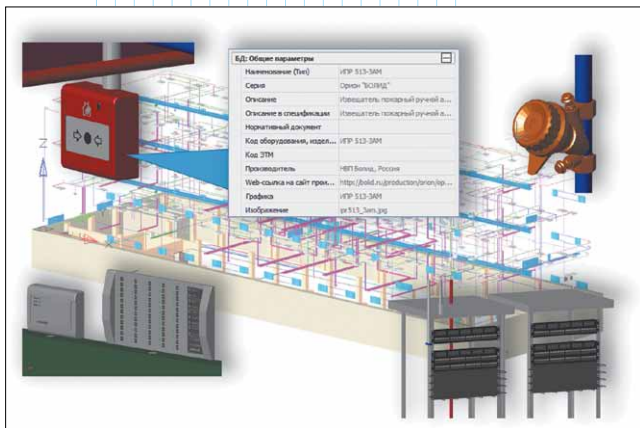 БД: Общие параметры
Наименование (Тип) ИПР 513-3АМ
Серия Орион "БОЛИД"
Описание Извещатель пожарный ручной а...
Описание в спецификации Извещатель пожарный ручной а...
Нормативный документ
Код оборудования, издел... ИПР 513-3АМ
Код ЭТМ
Производитель НВП Болид, Россия
Web-ссылка на сайт прои... http://bolid.ru/production/orion/op...
Графика ИПР 513-3АМ
Изображение ipr513_3am.jpg
Z